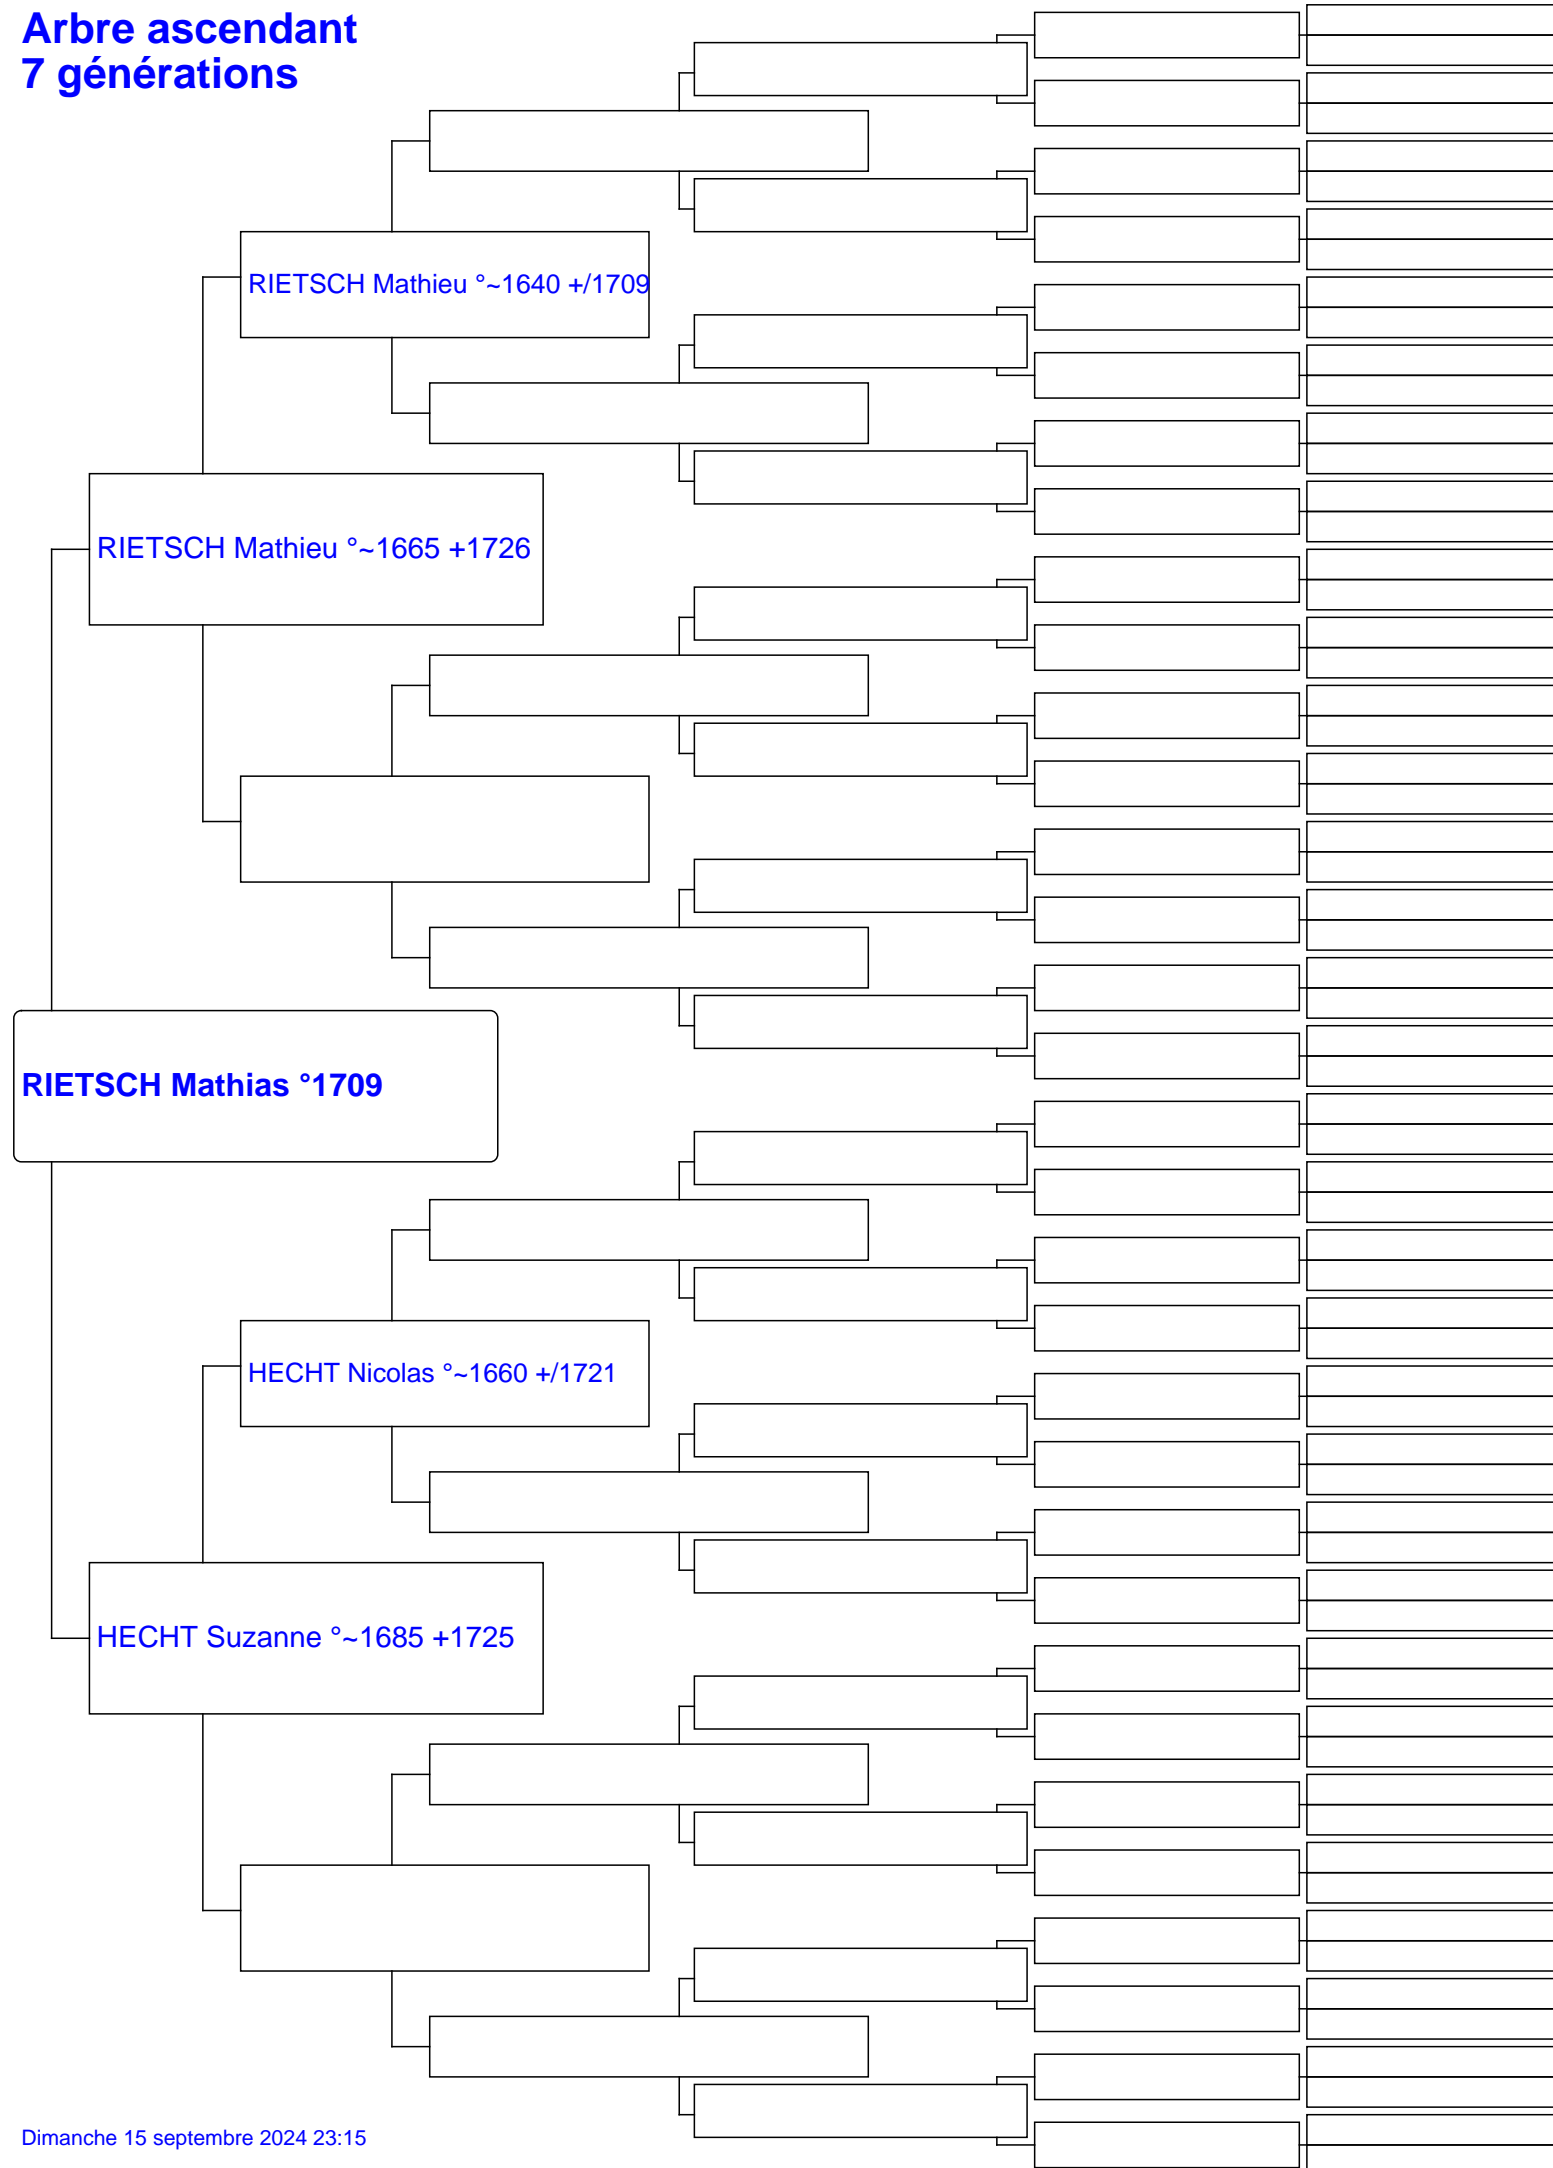 Arbre ascendant
7 générations
RIETSCH Mathieu °~1640 +/1709
RIETSCH Mathieu °~1665 +1726
RIETSCH Mathias °1709
HECHT Nicolas °~1660 +/1721
HECHT Suzanne °~1685 +1725
Dimanche 15 septembre 2024 23:15